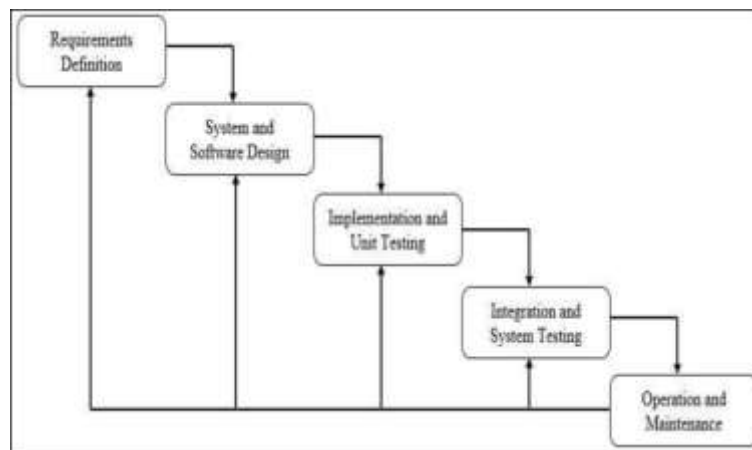 Requirements
Definition
System and
Software Design
Implementation and
Unit Testing
Integration and
System Testing
Operation and
Maintenance